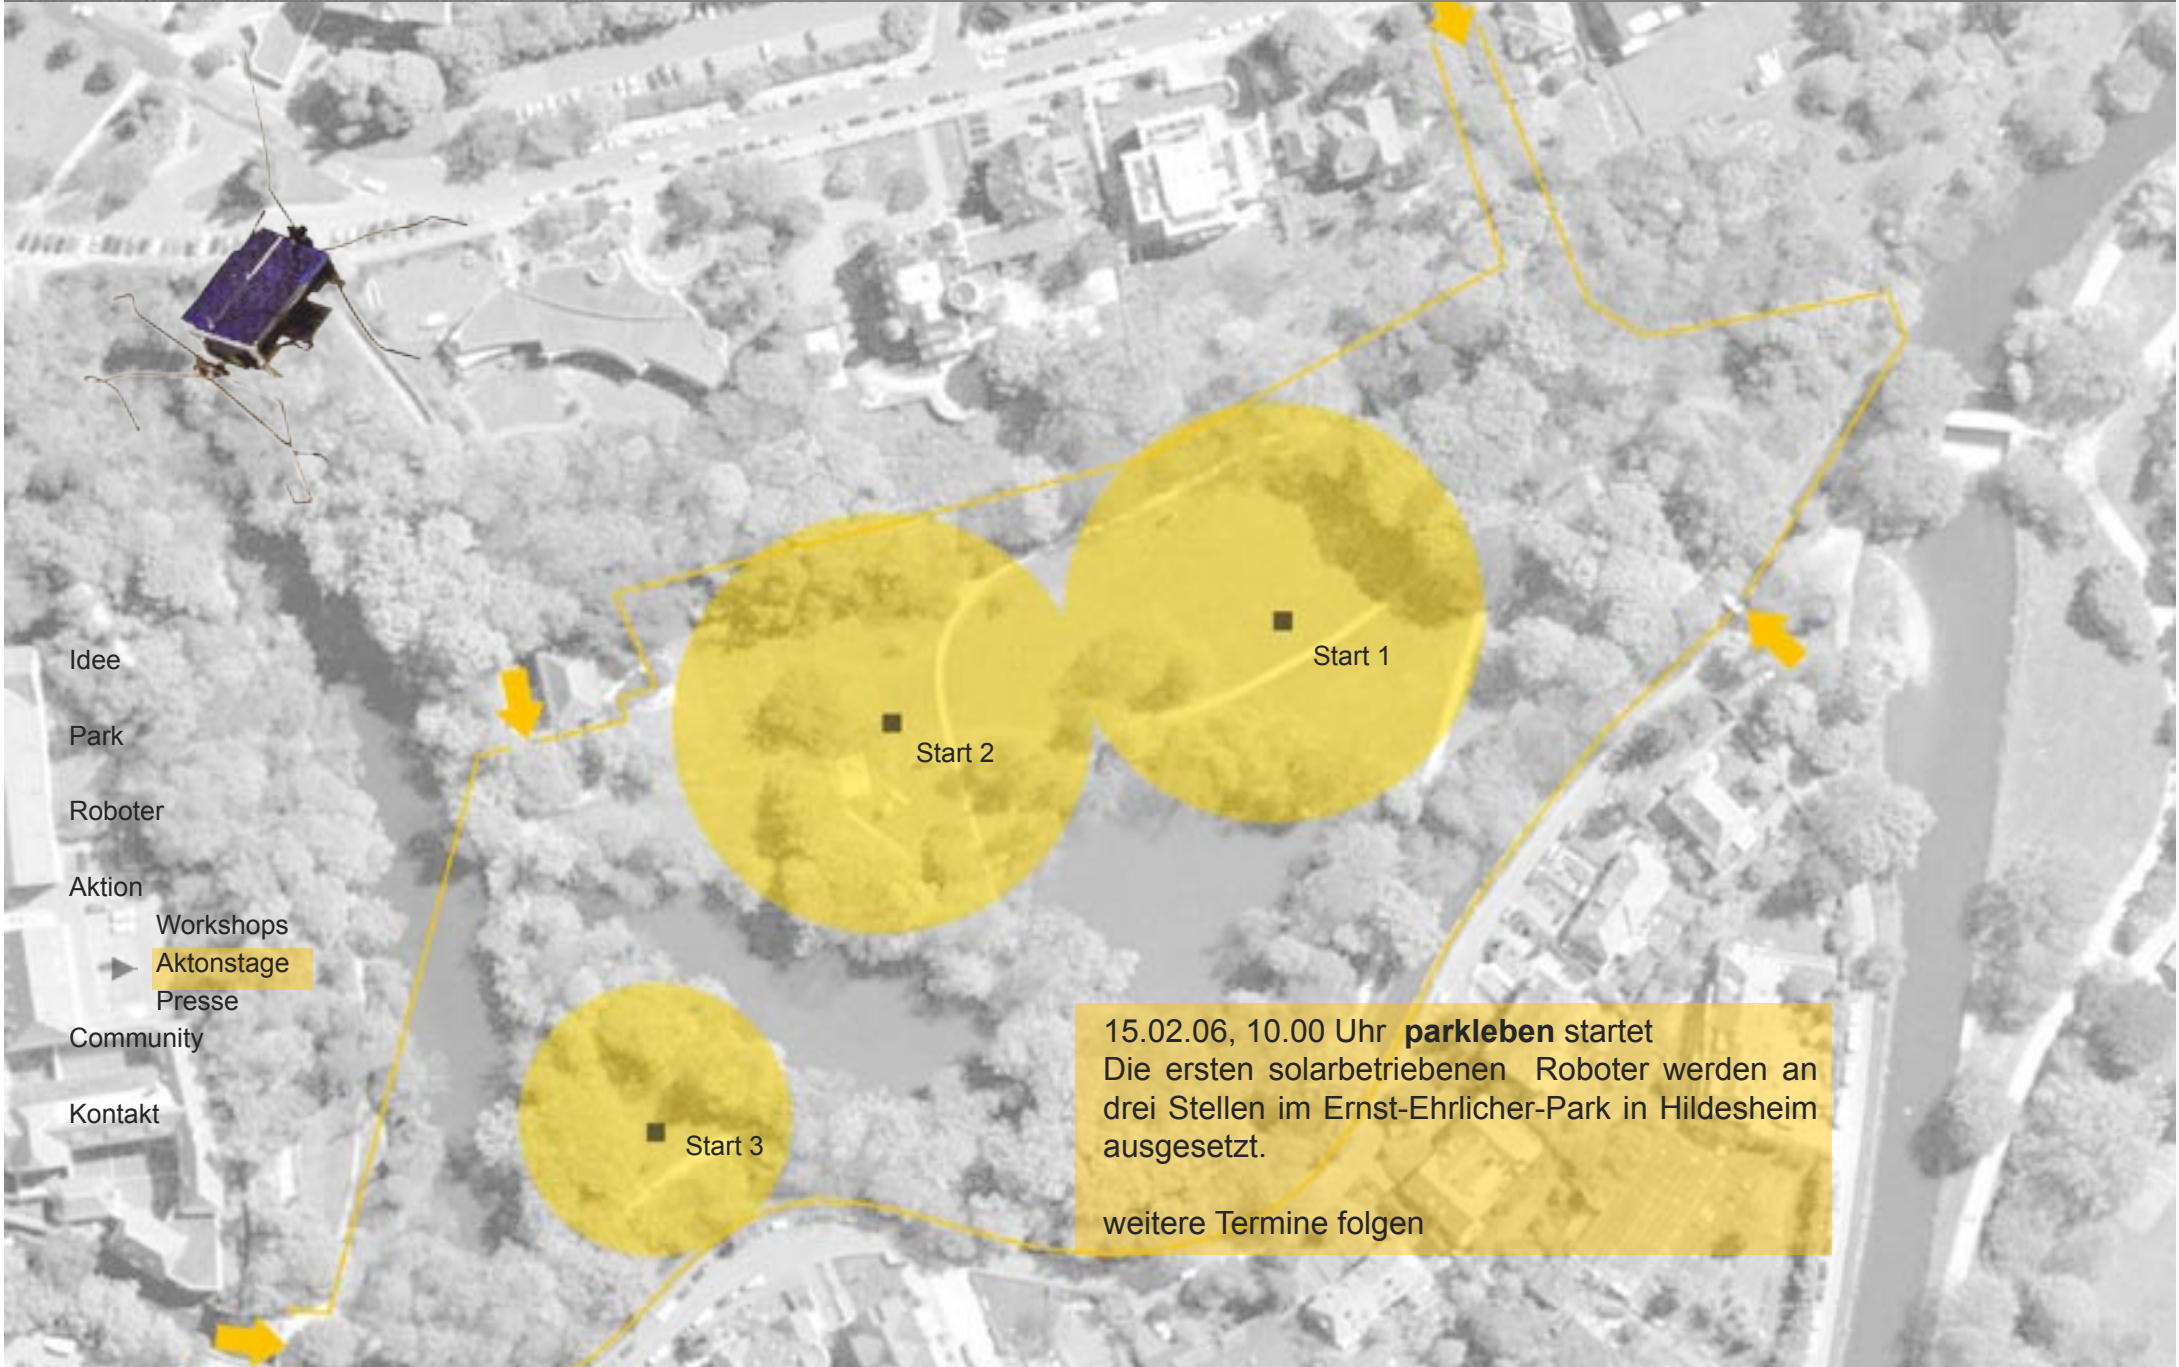 Start 1
Start 2
Start 3
Idee
Park
Roboter
Aktion
Workshops
Aktonstage
Presse
Community
Kontakt
15.02.06, 10.00 Uhr parkleben startet
Die ersten solarbetriebenen Roboter werden an
drei Stellen im Ernst-Ehrlicher-Park in Hildesheim
ausgesetzt.
weitere Termine folgen